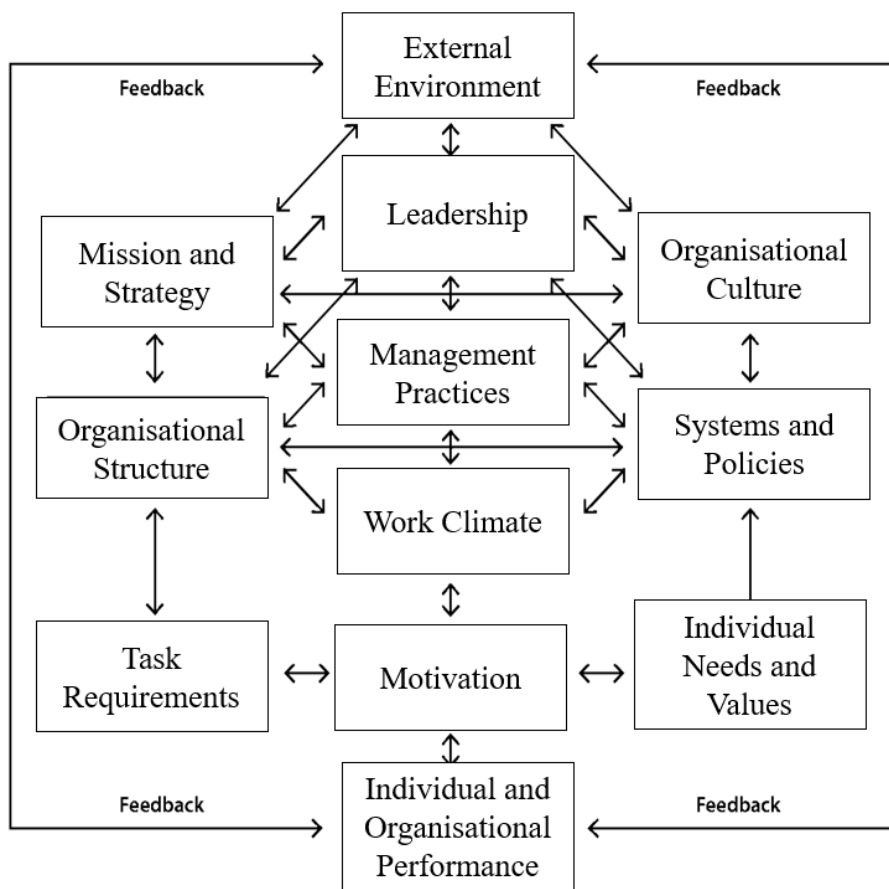 External
Environment
Feedback
Feedback
Leadership
Mission and
Strategy
Organisational
Culture
Management
Practices
Organisational
Structure
Systems and
Policies
Work Climate
Task
Requirements
Motivation
Individual
Needs and
Values
Feedback
Feedback
Individual and
Organisational
Performance